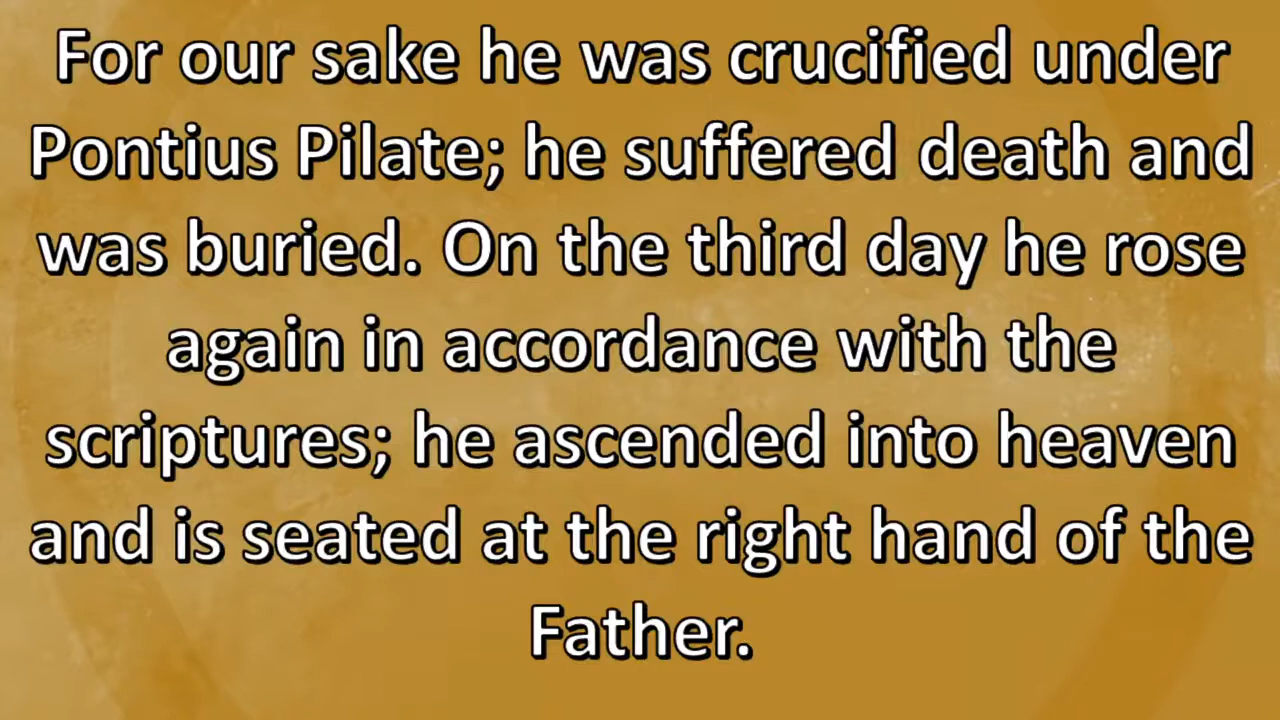 For our sake he was crucified under
Pontius Pilate; he suffered death and
was buried. On the third day he rose
again in accordance with the
scriptures; he ascended into heaven
and is seated at the right hand of the
Father.